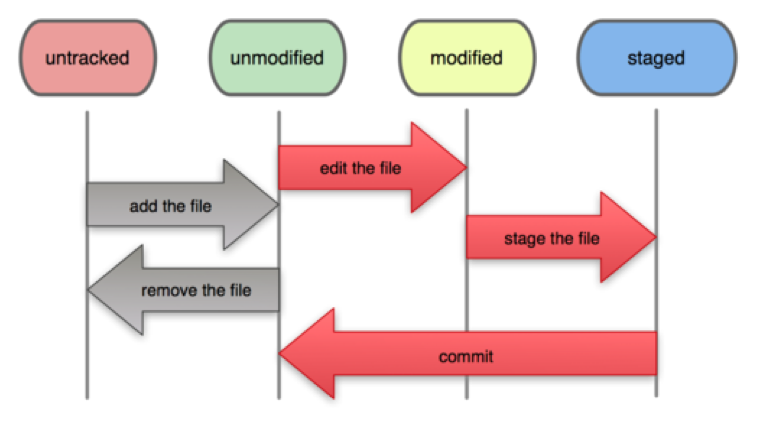 untracked
unmodified
modified
staged
edit the file
add the file
stage the file
remove the file
commit